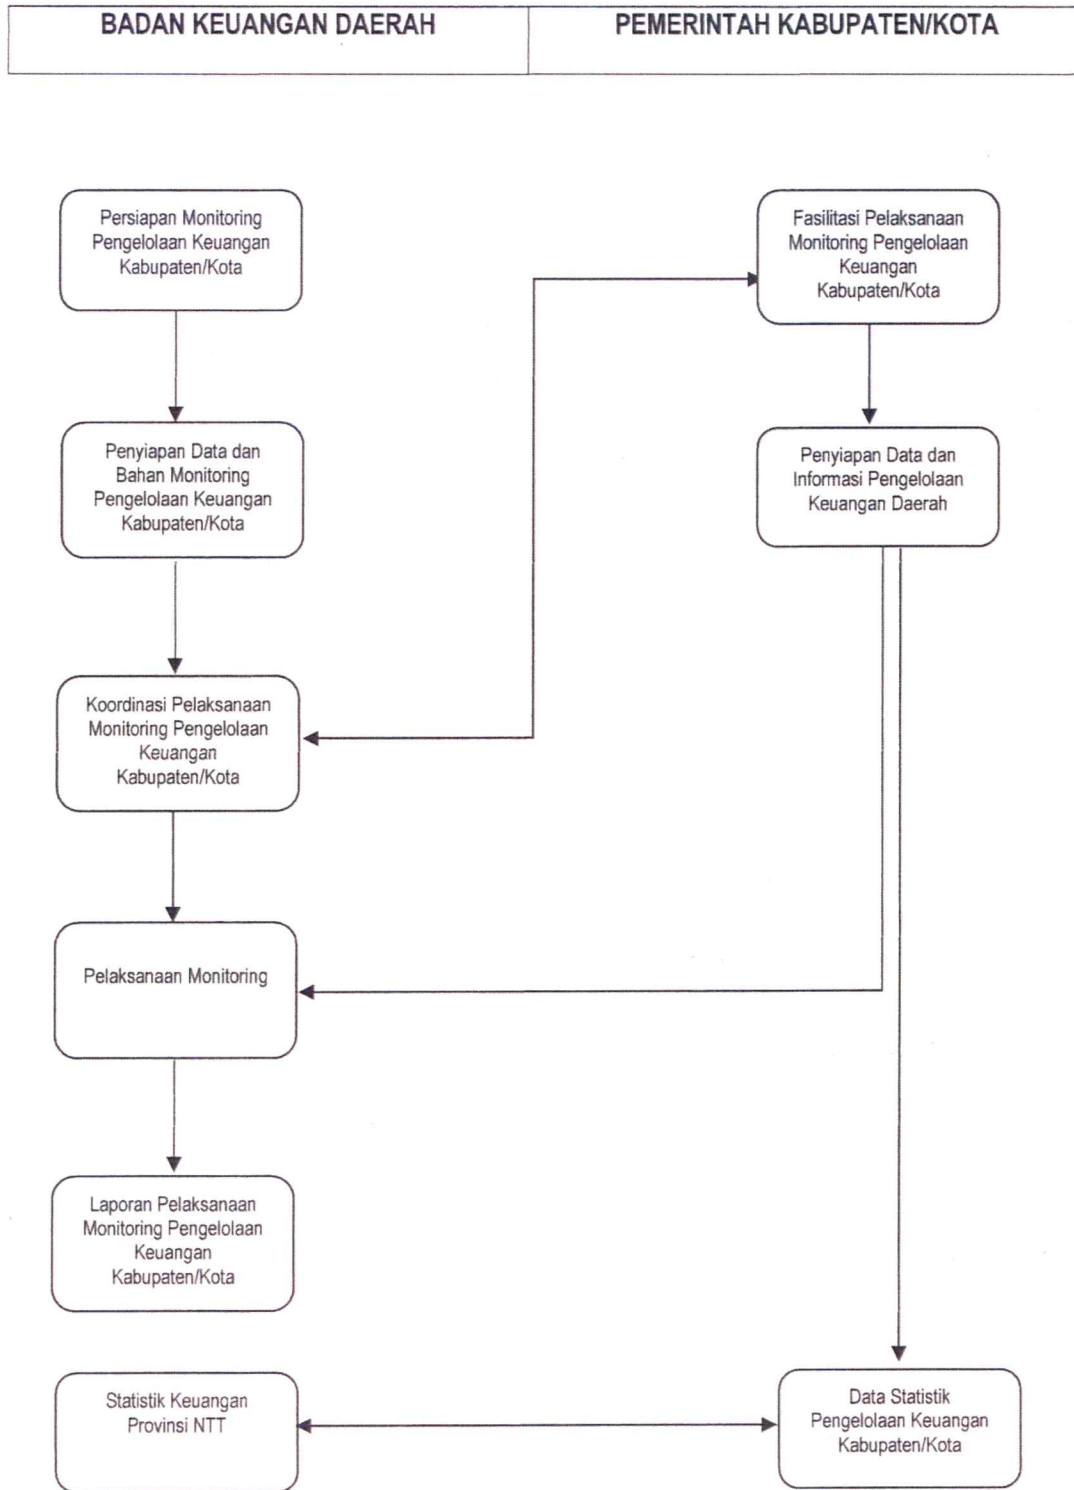 BADAN KEUANGAN DAERAH
PEMERINTAH KABUPATEN/KOTA
Persiapan Monitoring
Pengelolaan Keuangan
Kabupaten/Kota
Fasilitasi Pelaksanaan
Monitoring Pengelolaan
Keuangan
Kabupaten/Kota
Penyiapan Data dan
Bahan Monitoring
Pengelolaan Keuangan
Kabupaten/Kota
Penyiapan Data dan
Informasi Pengelolaan
Keuangan Daerah
Koordinasi Pelaksanaan
Monitoring Pengelolaan
Keuangan
Kabupaten/Kota
Pelaksanaan Monitoring
Laporan Pelaksanaan
Monitoring Pengelolaan
Keuangan
Kabupaten/Kota
Statistik Keuangan
Provinsi NTT
Data Statistik
Pengelolaan Keuangan
Kabupaten/Kota